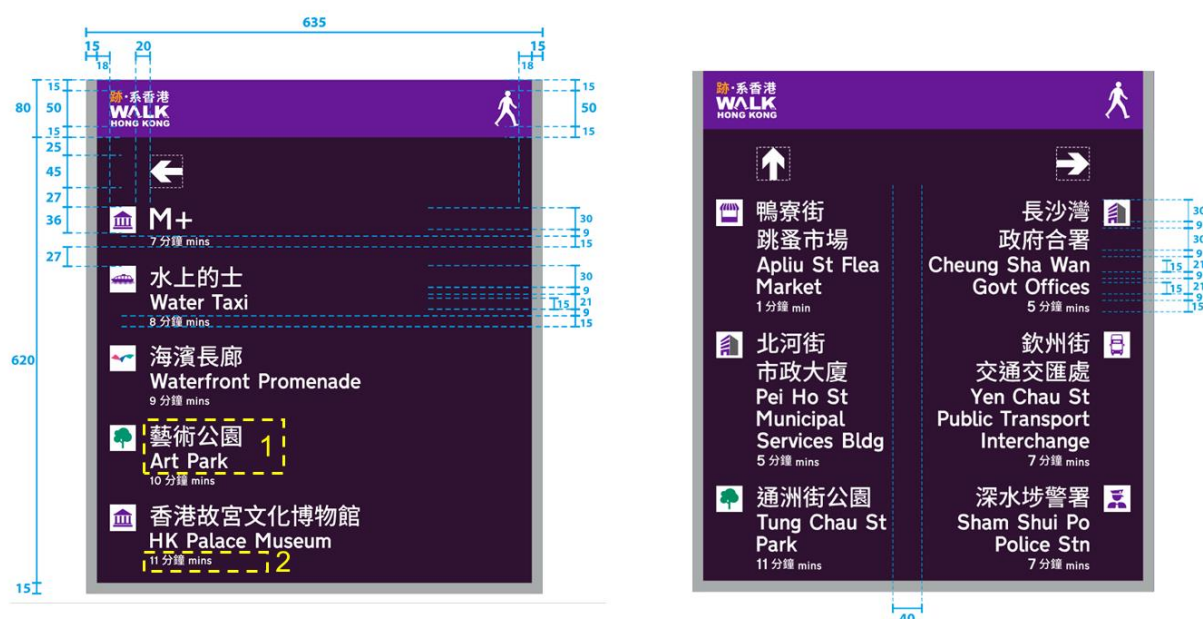 635
15
20
15
18
18
80
15
50
15
25
45
27
36
27
620
15
跡·系香港
WALK
HONG KONG
M+
7 分鐘 mins
水上的士
Water Taxi
8 分鐘 mins
海濱長廊
Waterfront Promenade
9 分鐘 mins
藝術公園
Art Park
1
10 分鐘 mins
香港故宮文化博物館
HK Palace Museum
11 分鐘 mins
2
15
50
15
30
9
15
30
9
21
15
9
15
跡·系香港
WALK
HONG KONG
鴨寮街
跳蚤市場
Apliu St Flea
Market
1 分鐘 min
北河街
市政大廈
Pei Ho St
Municipal
Services Bldg
5 分鐘 mins
通洲街公園
Tung Chau St
Park
11 分鐘 mins
長沙灣
政府合署
Cheung Sha Wan
Govt Offices
5 分鐘 mins
欽州街
交通交匯處
Yen Chau St
Public Transport
Interchange
7 分鐘 mins
深水埗警署
Sham Shui Po
Police Stn
7 分鐘 mins
30
9
30
9
15
21
9
15
21
9
15
40